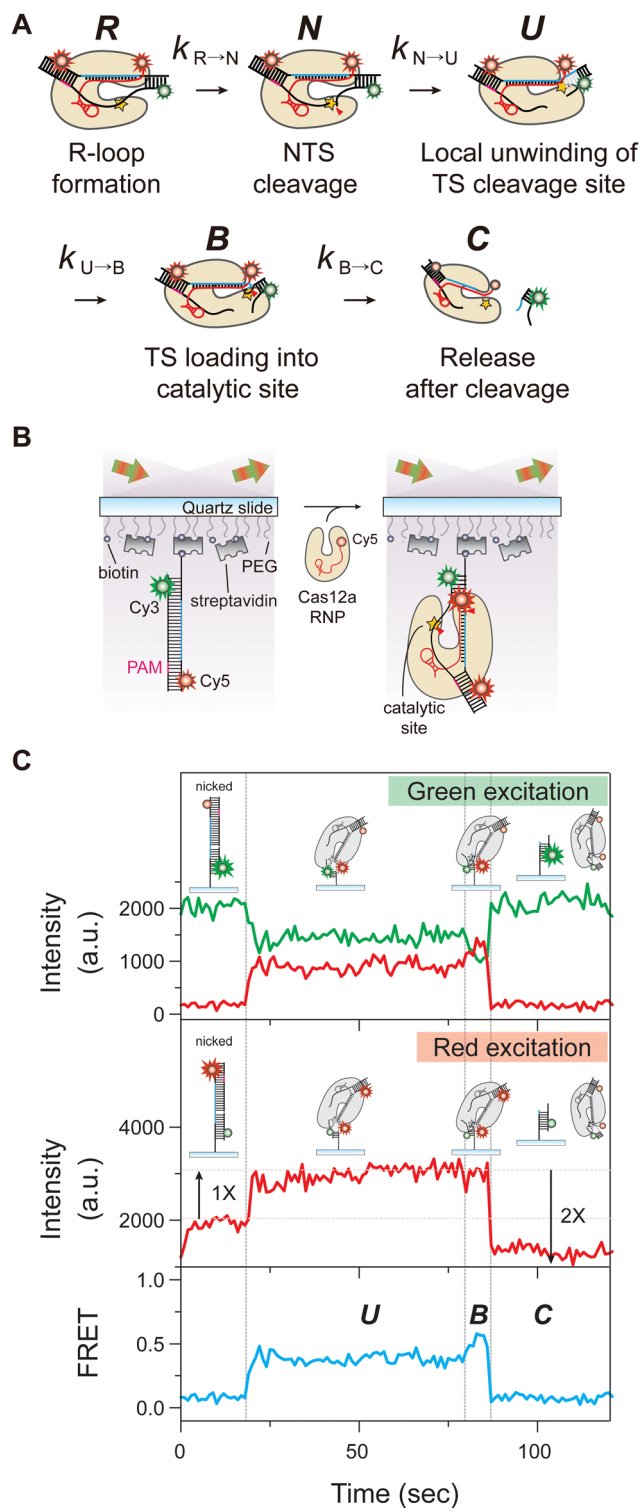 A
R
k R→N
N
k N→U
U
R-loop
formation
NTS
cleavage
Local unwinding of
TS cleavage site
k U→B
B
k B→C
C
TS loading into
catalytic site
Release
after cleavage
B
Quartz slide
biotin
streptavidin
PEG
Cy3
PAM
Cy5
Cy5
Cas12a
RNP
catalytic
site
C
nicked
Green excitation
Intensity
(a.u.)
2000
1000
0
nicked
Red excitation
Intensity
(a.u.)
4000
2000
1X
2X
FRET
1.0
0.5
0.0
U
B
C
0
50
100
Time (sec)